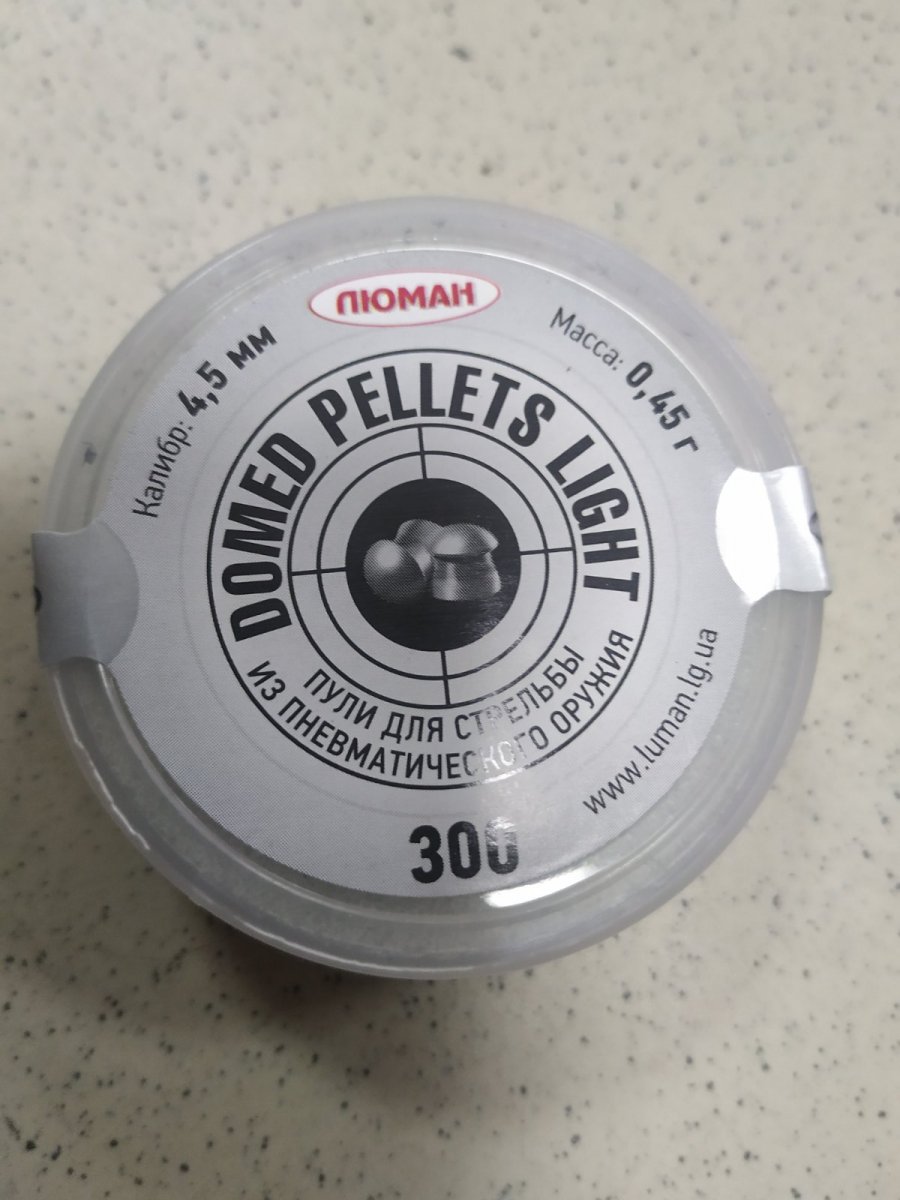 ЛЮМАН
Калибр: 4,5 мм
Масса: 0,45 г
DOMED PELLETS LIGHT
ПУЛИ ДЛЯ СТРЕЛЬБЫ
ИЗ ПНЕВМАТИЧЕСКОГО ОРУЖИЯ
www.luman.lg.ua
300